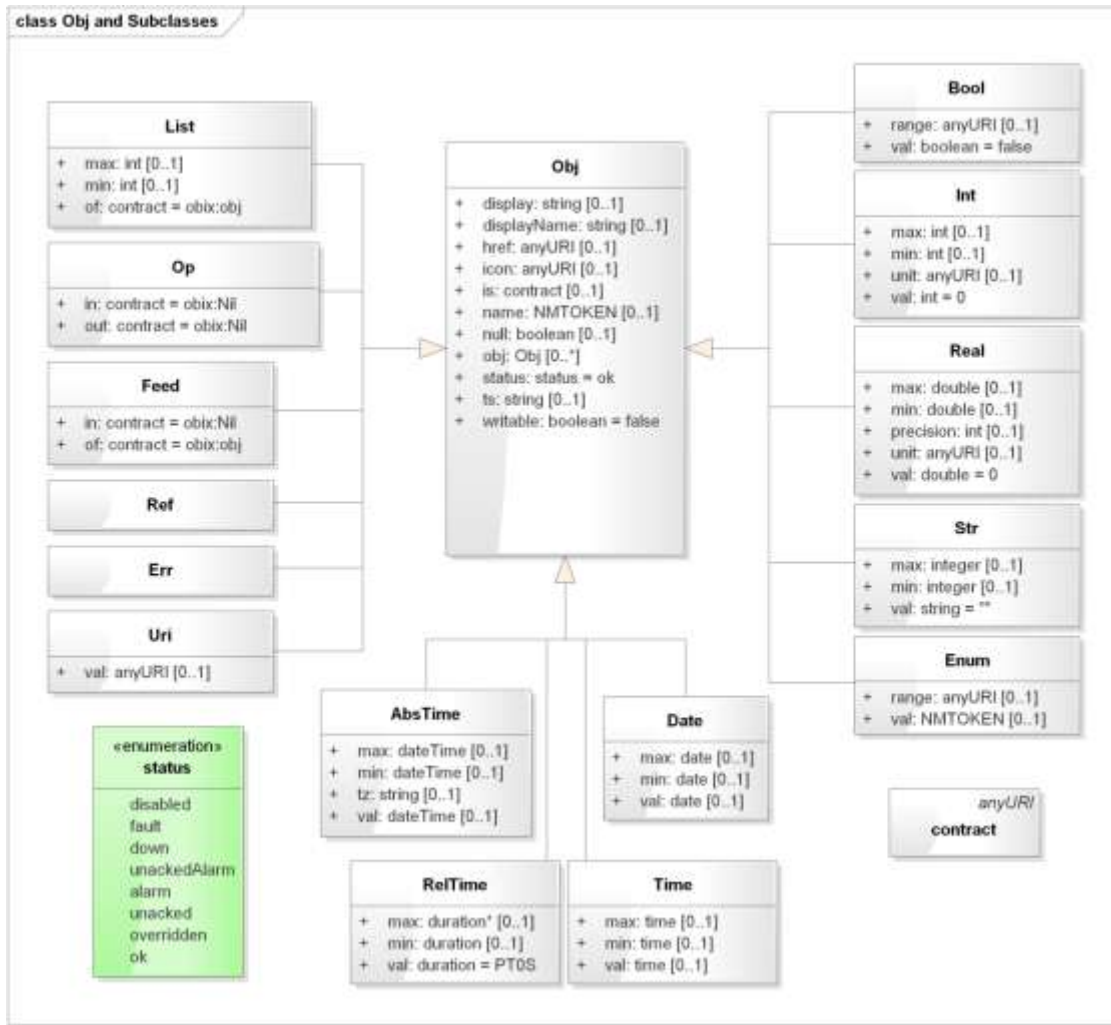 class Obj and Subclasses
List
+ max: int [0..1]
+ min: int [0..1]
+ of: contract = obix:obj
Op
+ in: contract = obix:Nil
+ out: contract = obix:Nil
Feed
+ in: contract = obix:Nil
+ of: contract = obix:obj
Ref
Err
Uri
+ val: anyURI [0..1]
«enumeration»
status
disabled
fault
down
unackedAlarm
alarm
unacked
overridden
ok
Obj
+ display: string [0..1]
+ displayName: string [0..1]
+ href: anyURI [0..1]
+ icon: anyURI [0..1]
+ is: contract [0..1]
+ name: NMTOKEN [0..1]
+ null: boolean [0..1]
+ obj: Obj [0..*]
+ status: status = ok
+ ts: string [0..1]
+ writable: boolean = false
AbsTime
+ max: dateTime [0..1]
+ min: dateTime [0..1]
+ tz: string [0..1]
+ val: dateTime [0..1]
Date
+ max: date [0..1]
+ min: date [0..1]
+ val: date [0..1]
RelTime
+ max: duration* [0..1]
+ min: duration [0..1]
+ val: duration = PT0S
Time
+ max: time [0..1]
+ min: time [0..1]
+ val: time [0..1]
Bool
+ range: anyURI [0..1]
+ val: boolean = false
Int
+ max: int [0..1]
+ min: int [0..1]
+ unit: anyURI [0..1]
+ val: int = 0
Real
+ max: double [0..1]
+ min: double [0..1]
+ precision: int [0..1]
+ unit: anyURI [0..1]
+ val: double = 0
Str
+ max: integer [0..1]
+ min: integer [0..1]
+ val: string = ""
Enum
+ range: anyURI [0..1]
+ val: NMTOKEN [0..1]
anyURI
contract